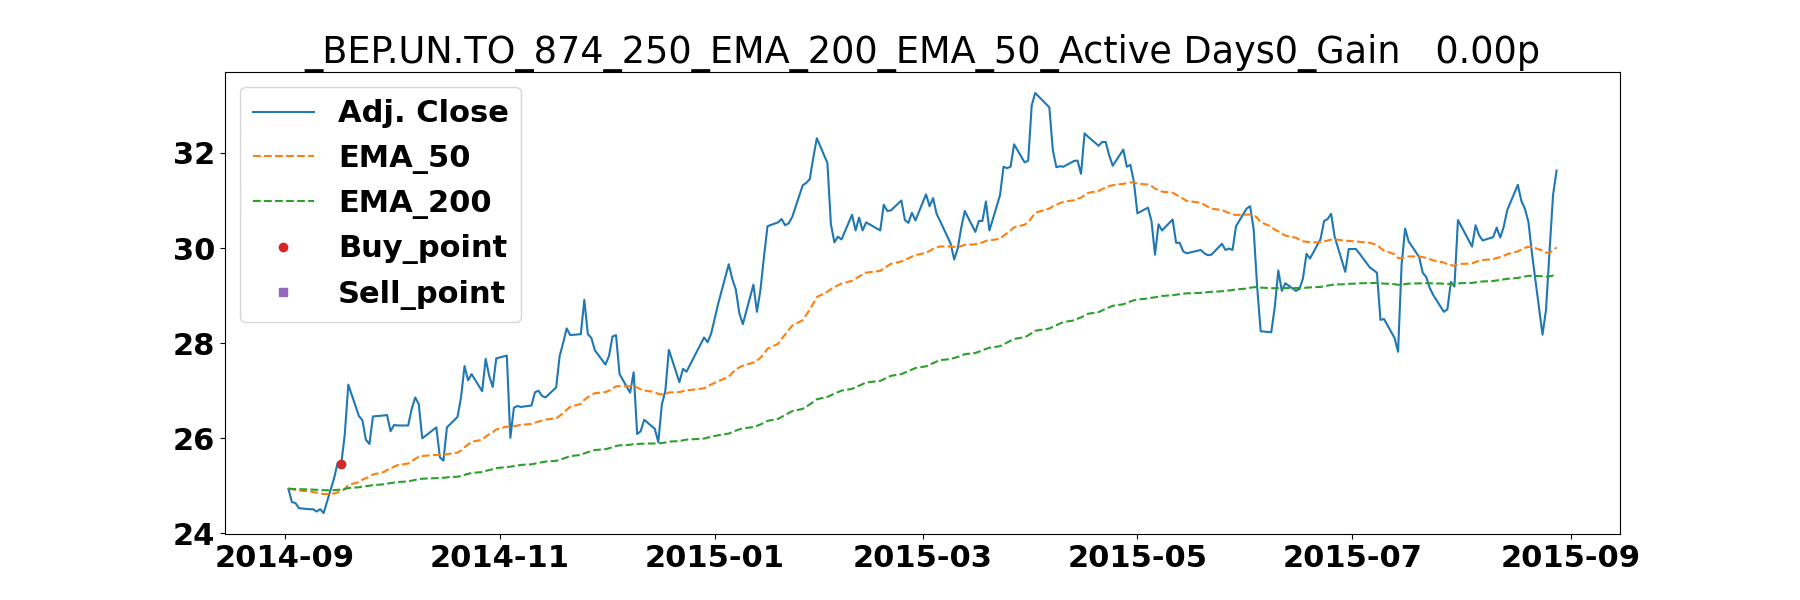 _BEP.UN.TO_874_250_EMA_200_EMA_50_Active Days0_Gain   0.00p
Adj. Close
EMA_50
EMA_200
Buy_point
Sell_point
32
30
28
26
24
2014-09 2014-11 2015-01 2015-03 2015-05 2015-07 2015-09